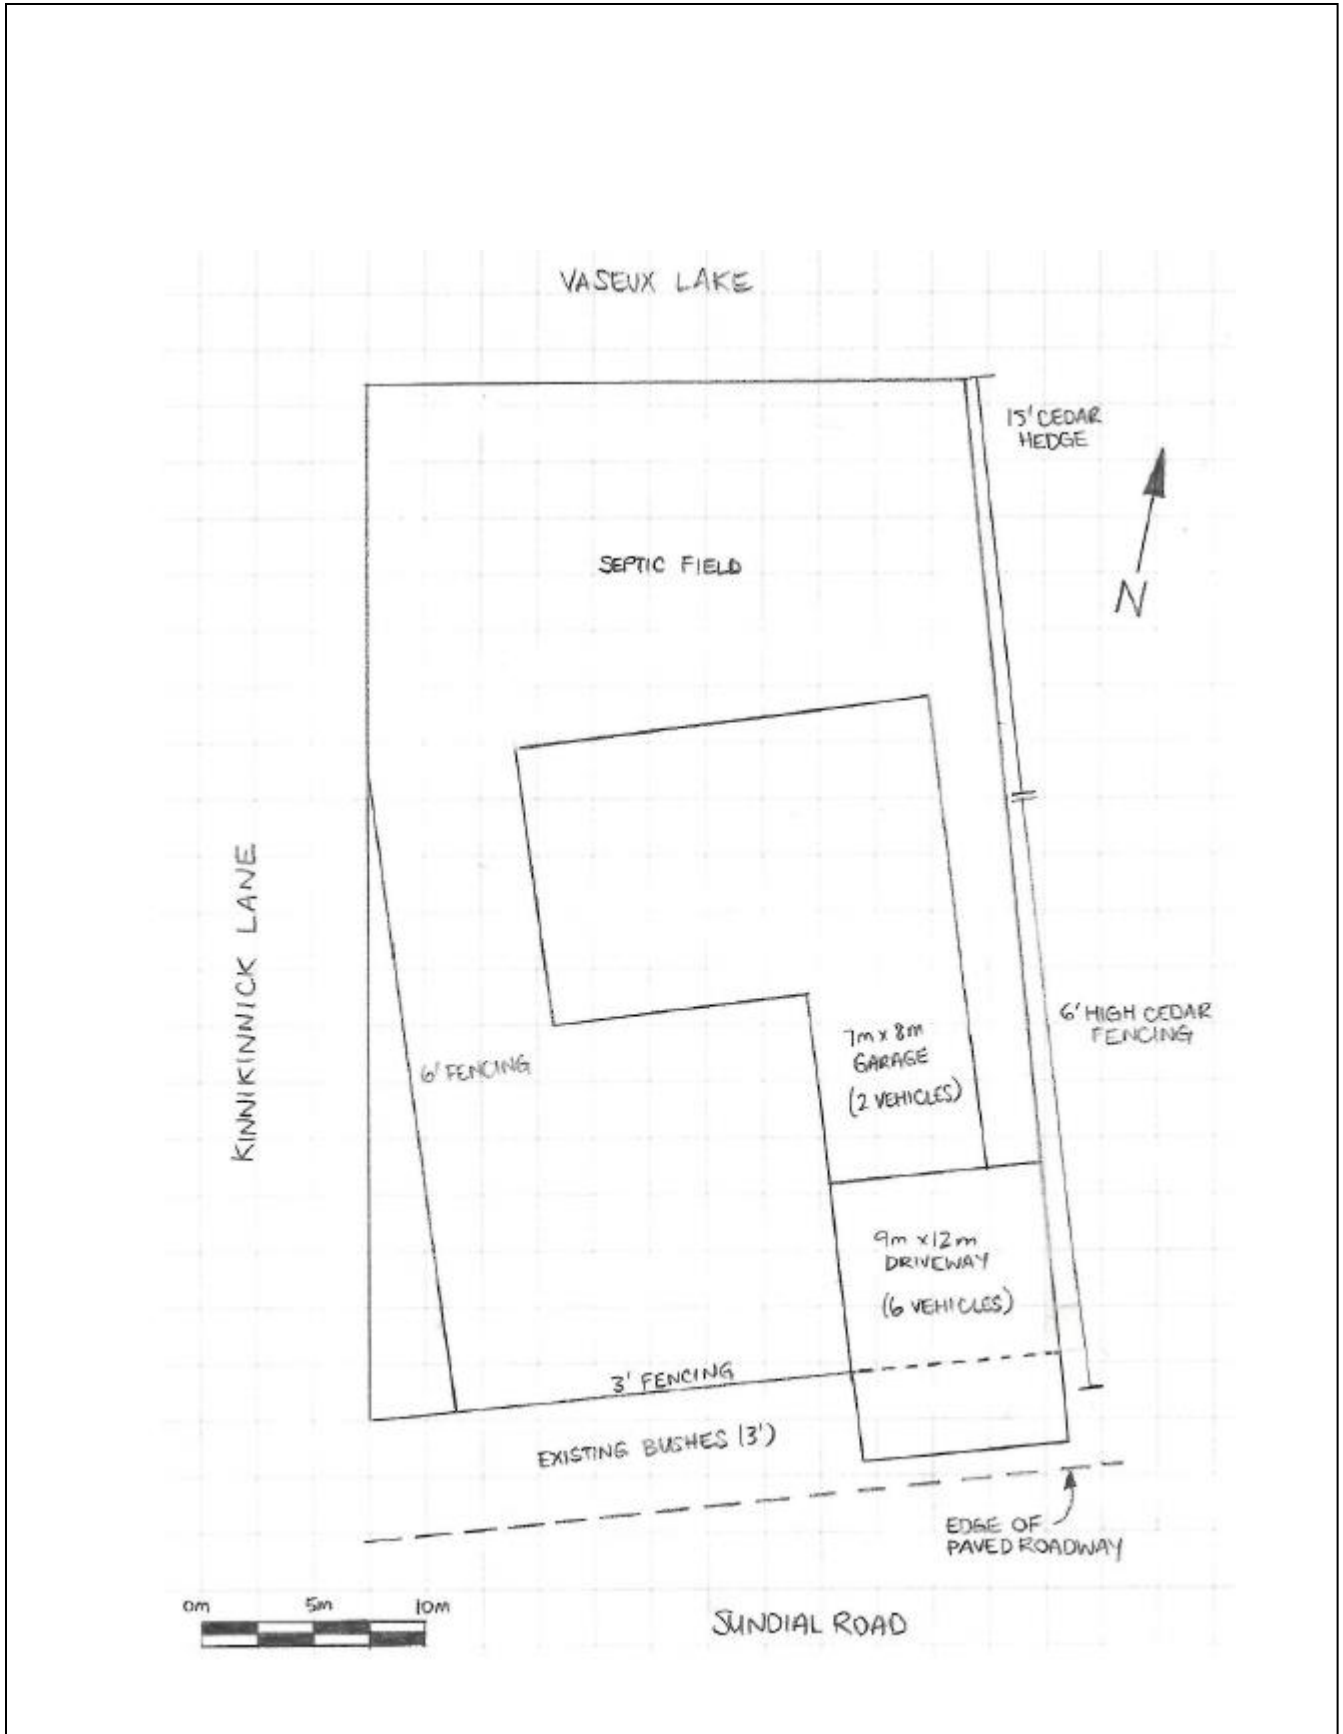 VASEUX LAKE
15' CEDAR
HEDGE
N
SEPTIC FIELD
KINNIKINNICK LANE
6' FENCING
7m x 8m
GARAGE
(2 VEHICLES)
6' HIGH CEDAR
FENCING
9m x 12m
DRIVEWAY
(6 VEHICLES)
3' FENCING
EXISTING BUSHES (3')
EDGE OF
PAVED ROADWAY
0m 5m 10m
SUNDIAL ROAD